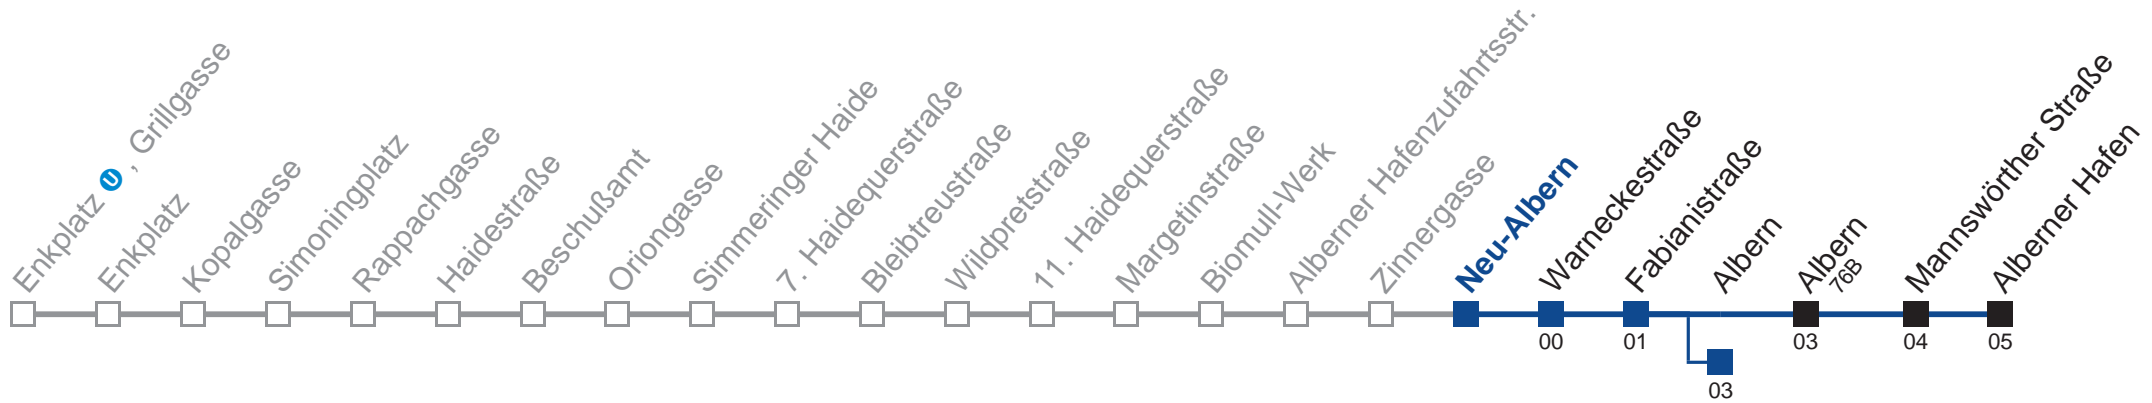 Enkplatz U , Grillgasse
Enkplatz
Kopalgasse
Simoningplatz
Rappachgasse
Haidestraße
Beschußamt
Oriongasse
Simmeringer Haide
7. Haidequerstraße
Bleibtreustraße
Wildpretstraße
11. Haidequerstraße
Margetinstraße
Biomull-Werk
Alberner Hafenzufahrtsstr.
Zinnergasse
Neu-Albern
Warneckestraße
Fabianistraße
Albern
Albern
76B
Mannswörther Straße
Alberner Hafen
00
01
03
04
05
03